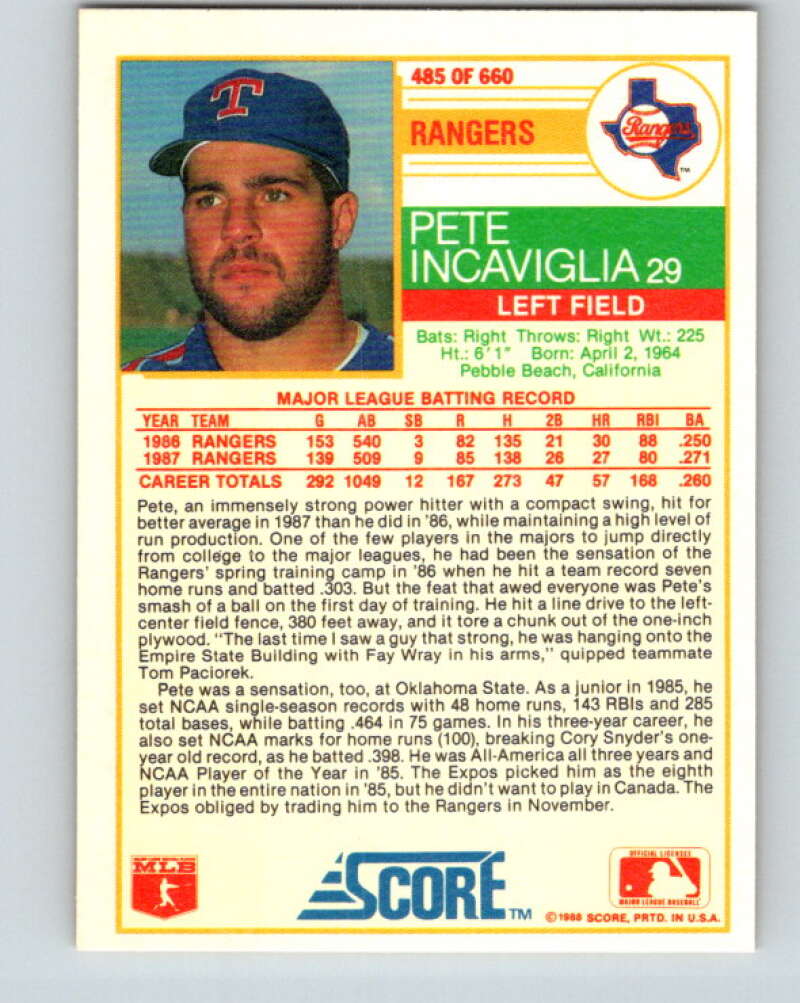 T
485 OF 660
RANGERS
Rangers
TM
PETE
INCAVIGLIA 29
LEFT FIELD
Bats: Right Throws: Right Wt.: 225
Ht.: 6'1" Born: April 2, 1964
Pebble Beach, California
MAJOR LEAGUE BATTING RECORD
YEAR TEAM G AB SB R H 2B HR RBI BA
1986 RANGERS 153 540 3 82 135 21 30 88 .250
1987 RANGERS 139 509 9 85 138 26 27 80 .271
CAREER TOTALS 292 1049 12 167 273 47 57 168 .260
Pete, an immensely strong power hitter with a compact swing, hit for
better average in 1987 than he did in '86, while maintaining a high level of
run production. One of the few players in the majors to jump directly
from college to the major leagues, he had been the sensation of the
Rangers' spring training camp in '86 when he hit a team record seven
home runs and batted .303. But the feat that awed everyone was Pete's
smash of a ball on the first day of training. He hit a line drive to the left-
center field fence, 380 feet away, and it tore a chunk out of the one-inch
plywood. "The last time I saw a guy that strong, he was hanging onto the
Empire State Building with Fay Wray in his arms," quipped teammate
Tom Paciorek.
Pete was a sensation, too, at Oklahoma State. As a junior in 1985, he
set NCAA single-season records with 48 home runs, 143 RBIs and 285
total bases, while batting .464 in 75 games. In his three-year career, he
also set NCAA marks for home runs (100), breaking Cory Snyder's one-
year old record, as he batted .398. He was All-America all three years and
NCAA Player of the Year in '85. The Expos picked him as the eighth
player in the entire nation in '85, but he didn't want to play in Canada. The
Expos obliged by trading him to the Rangers in November.
MLB
SCORE TM
OFFICIAL LICENSEE
MAJOR LEAGUE BASEBALL
©1988 SCORE, PRTD. IN U.S.A.